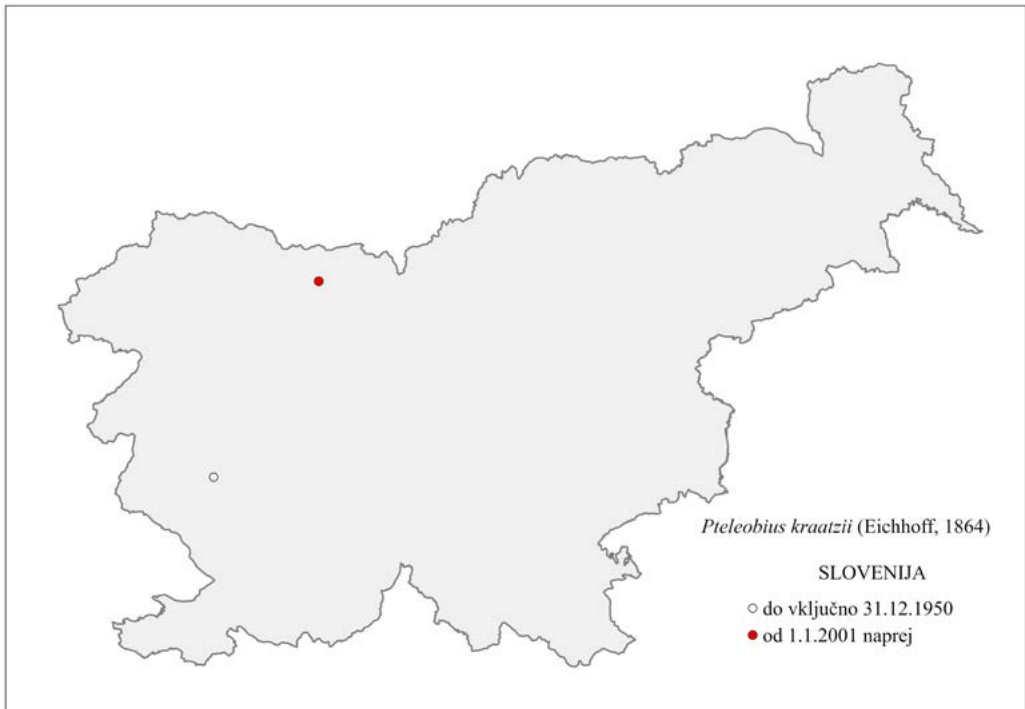 Pteleobius kraatzii (Eichhoff, 1864)
SLOVENIJA
do vključno 31.12.1950
od 1.1.2001 naprej